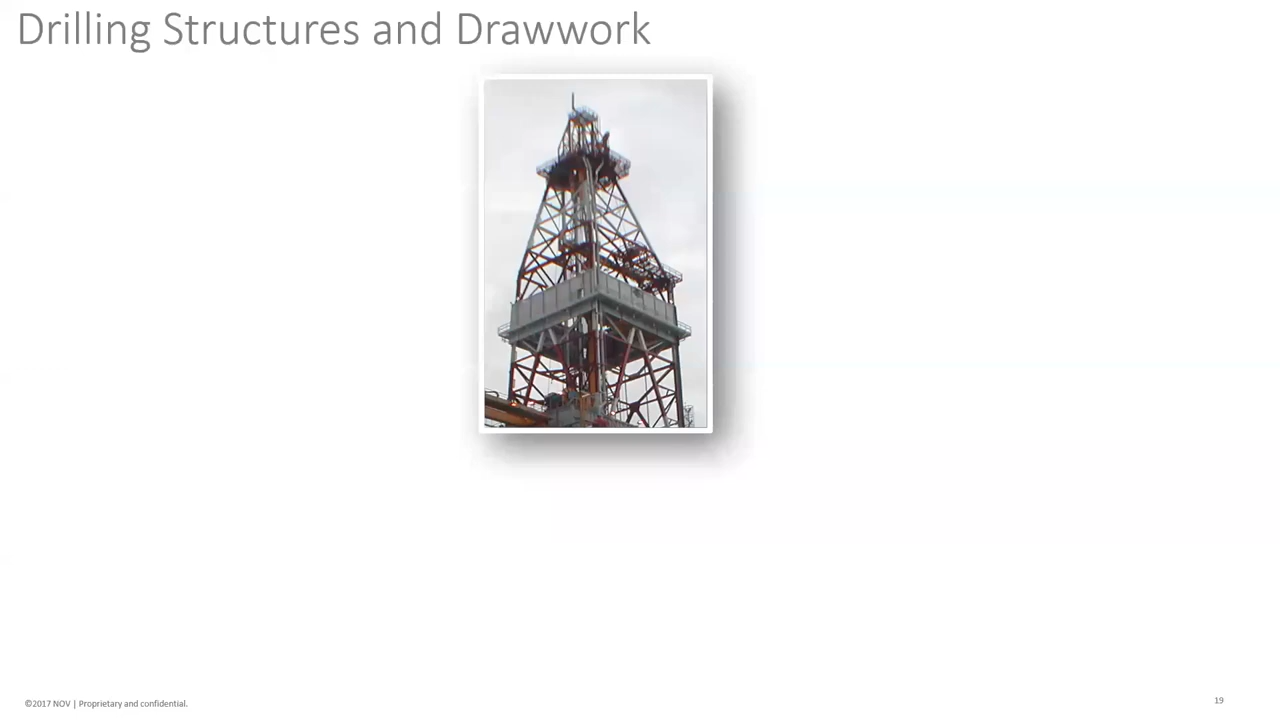 Drilling Structures and Drawwork
©2017 NOV | Proprietary and confidential.
19